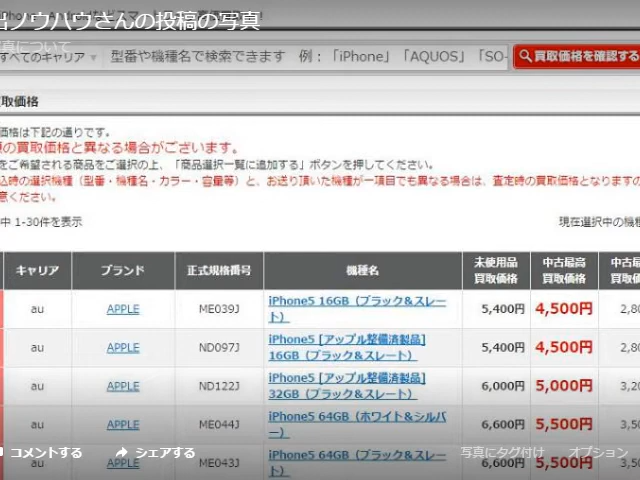 出ノウハウさんの投稿の写真
真について
すべてのキャリア ▼ 型番や機種名で検索できます 例：「iPhone」「AQUOS」「SO- 買取価格を確認する
取価格
価格は下記の通りです。
の買取価格と異なる場合がございます。
をご希望される商品をご選択の上、「商品選択一覧に追加する」ボタンを押してください。
込時の選択機種（型番・機種名・カラー・容量等）と、お送り頂いた機種が一項目でも異なる場合は、査定時の買取価格となりますの
意ください。
中 1-30件を表示 現在選択中の機種
キャリア ブランド 正式規格番号 機種名 未使用品 買取価格 中古最高 買取価格 中古最 買取価
au APPLE ME039J iPhone5 16GB（ブラック&スレー 5,400円 4,500円 2,80
ト）
au APPLE ND097J iPhone5 [アップル整備済製品] 5,400円 4,500円 2,80
16GB（ブラック&スレート）
au APPLE ND122J iPhone5 [アップル整備済製品] 6,000円 5,000円 3,20
32GB（ブラック&スレート）
au APPLE ME044J iPhone5 64GB（ホワイト&シルバ 6,600円 5,500円 3,50
ー）
コメントする シェアする 写真にタグ付け オプション
au APPLE ME043J iPhone5 64GB（ブラック&スレー 6,600円 5,500円 3,50
ト）